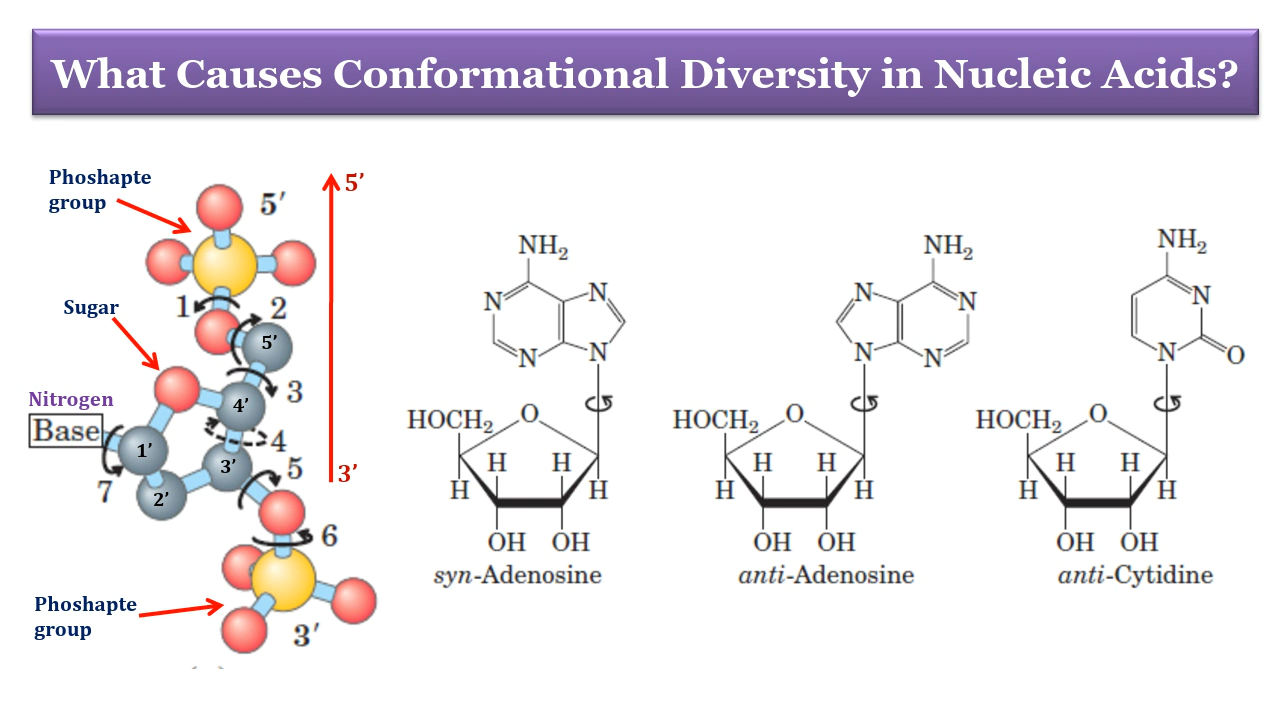 What Causes Conformational Diversity in Nucleic Acids?
Phoshapte
group
5′
5’
1
2
Sugar
5’
3
Nitrogen
Base
4’
4
1’
3’
5
3’
7
2’
6
Phoshapte
group
3′
NH2
N
N
N
N
HOCH2
O
H
H
H
H
OH
OH
syn-Adenosine
NH2
N
N
N
N
HOCH2
O
H
H
H
H
OH
OH
anti-Adenosine
NH2
N
N
O
HOCH2
O
H
H
H
H
OH
OH
anti-Cytidine